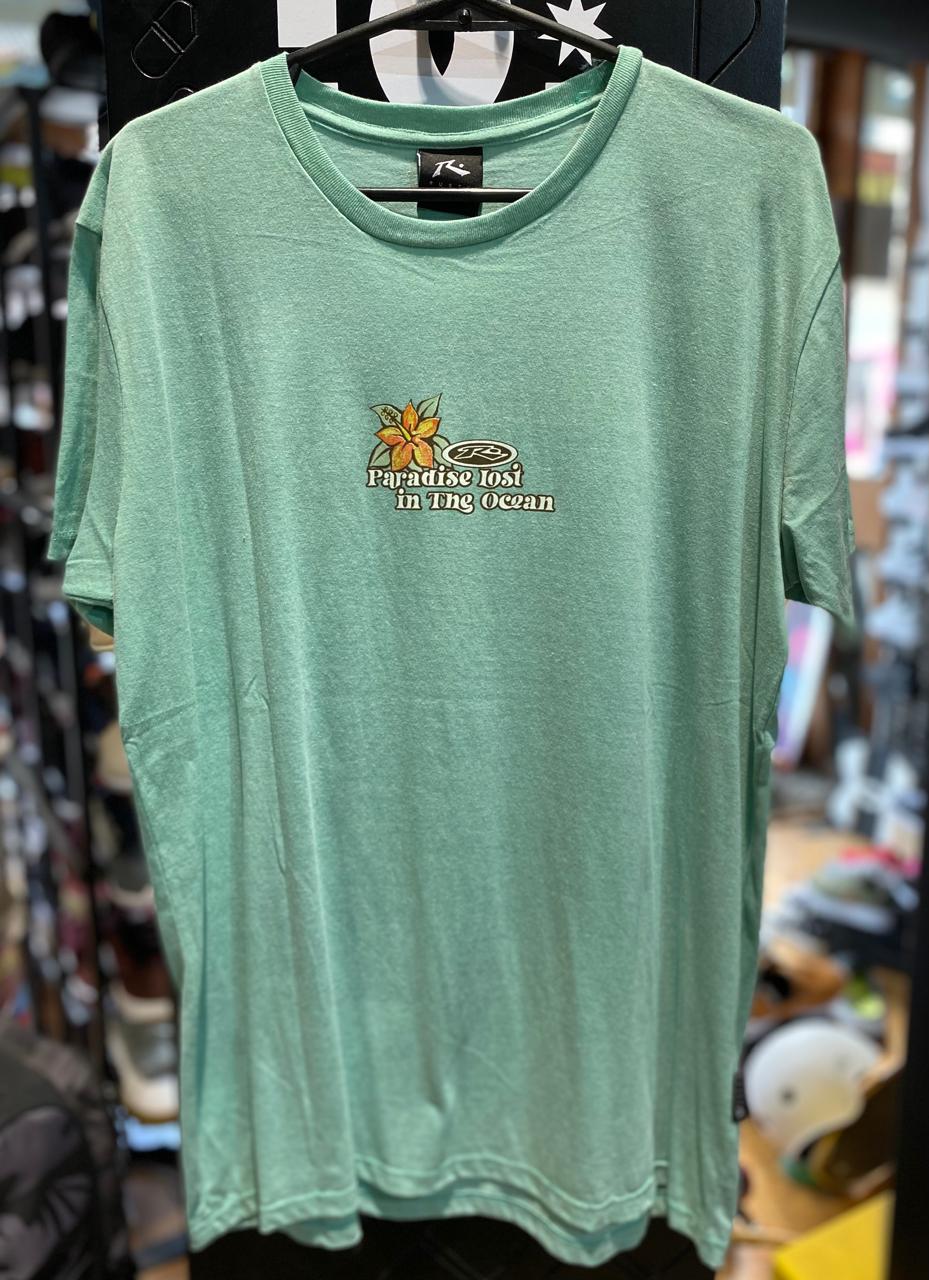 Paradise lost
in The Ocean